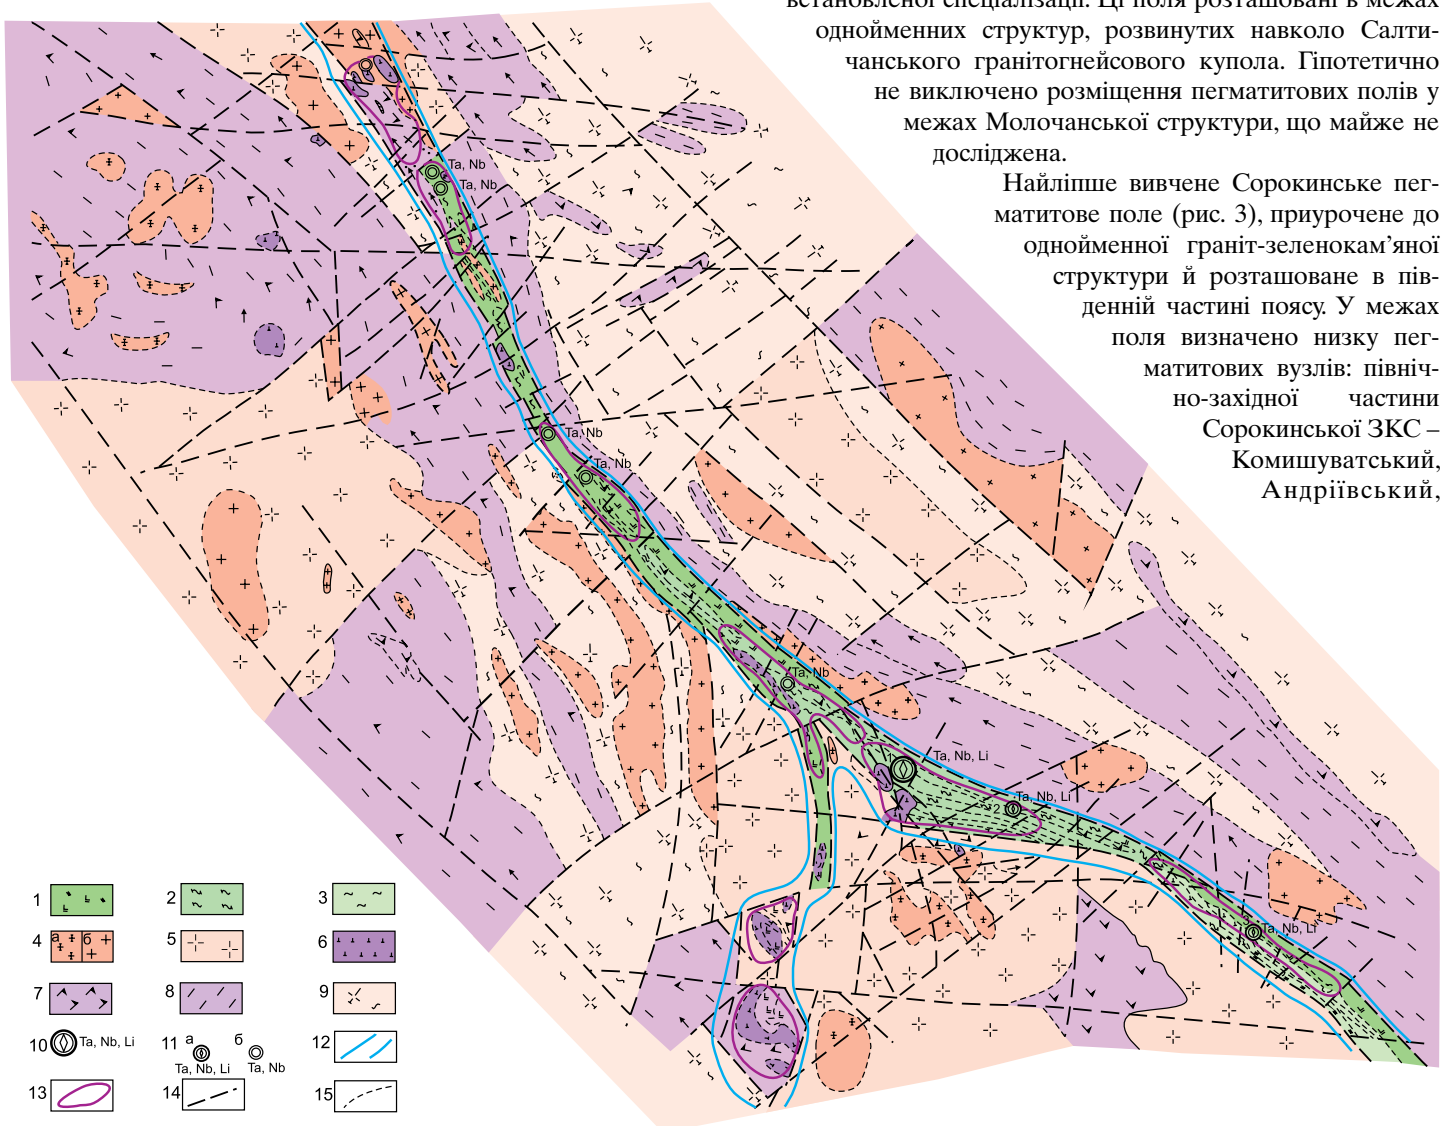 встановленої спеціалізації. Ці поля розташовані в межах
однойменних структур, розвинутих навколо Салти-
чанського гранітогнейсового купола. Гіпотетично
не виключено розміщення пегматитових полів у
межах Молочанської структури, що майже не
досліджена.
Найліпше вивчене Сорокинське пег-
матитове поле (рис. 3), приурочене до
однойменної граніт-зеленокам'яної
структури й розташоване в пів-
денній частині поясу. У межах
поля визначено низку пег-
матитових вузлів: північ-
но-західної частини
Сорокинської ЗКС –
Комишуватський,
Андріївський,
Ta, Nb
Ta, Nb
Ta, Nb
Ta, Nb
Ta, Nb
1
Ta, Nb, Li
2
Ta, Nb, Li
Ta, Nb, Li
1
2
3
4 а б
5
6
7
8
9
10 Ta, Nb, Li
11 а б
Ta, Nb, Li Ta, Nb
12
13
14
15